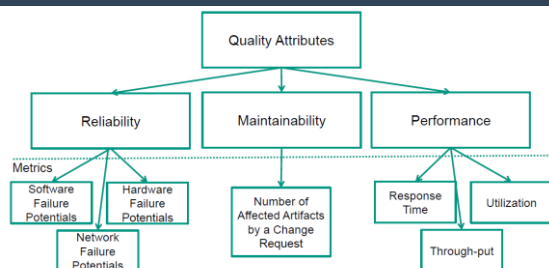 Quality Attributes
Reliability
Maintainability
Performance
Metrics
Software
Failure
Potentials
Hardware
Failure
Potentials
Network
Failure
Potentials
Number of
Affected Artifacts
by a Change
Request
Response
Time
Utilization
Through-put